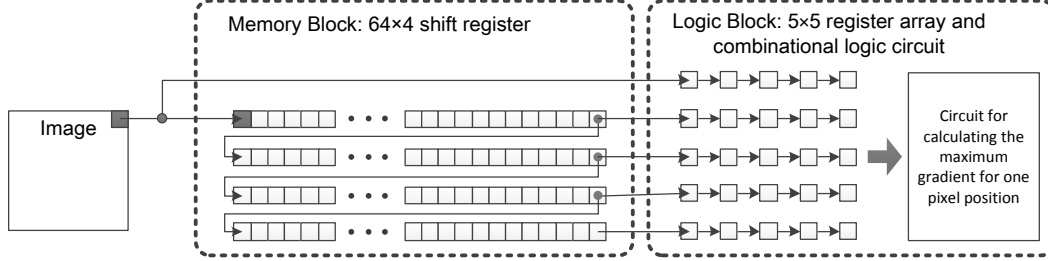 Memory Block: 64×4 shift register
Logic Block: 5×5 register array and
combinational logic circuit
Image
Circuit for
calculating the
maximum
gradient for one
pixel position